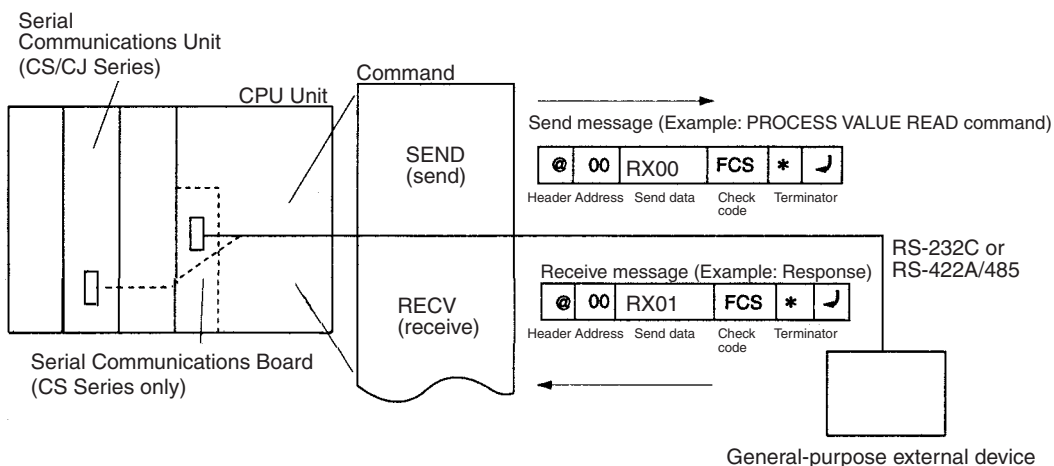 Serial
Communications Unit
(CS/CJ Series)
CPU Unit
Command
SEND
(send)
RECV
(receive)
Send message (Example: PROCESS VALUE READ command)
@ 00 RX00 FCS * ↲
Header Address Send data Check code Terminator
RS-232C or
RS-422A/485
Receive message (Example: Response)
@ 00 RX01 FCS * ↲
Header Address Send data Check code Terminator
Serial Communications Board
(CS Series only)
General-purpose external device